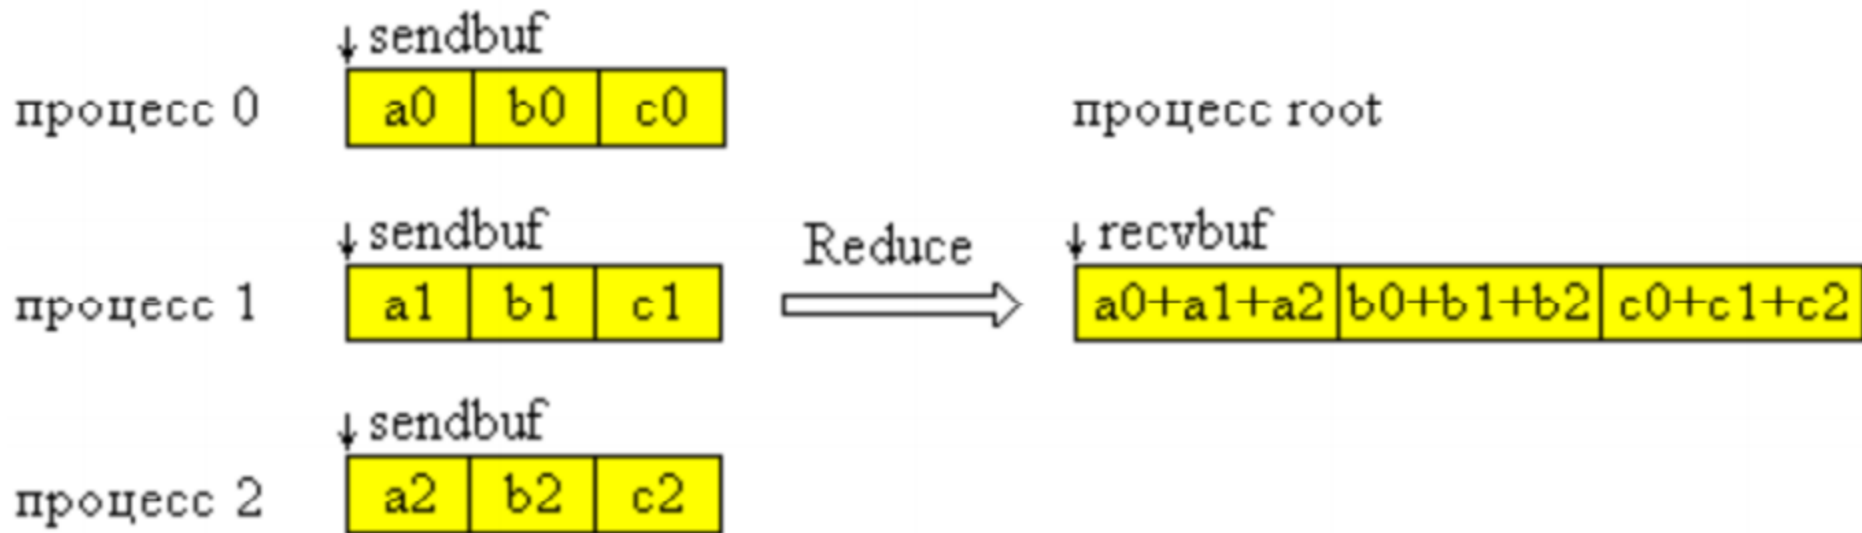 ↓ sendbuf
процесс 0 a0 b0 c0 процесс root
↓ sendbuf Reduce ↓ recvbuf
процесс 1 a1 b1 c1 a0+a1+a2 b0+b1+b2 c0+c1+c2
↓ sendbuf
процесс 2 a2 b2 c2